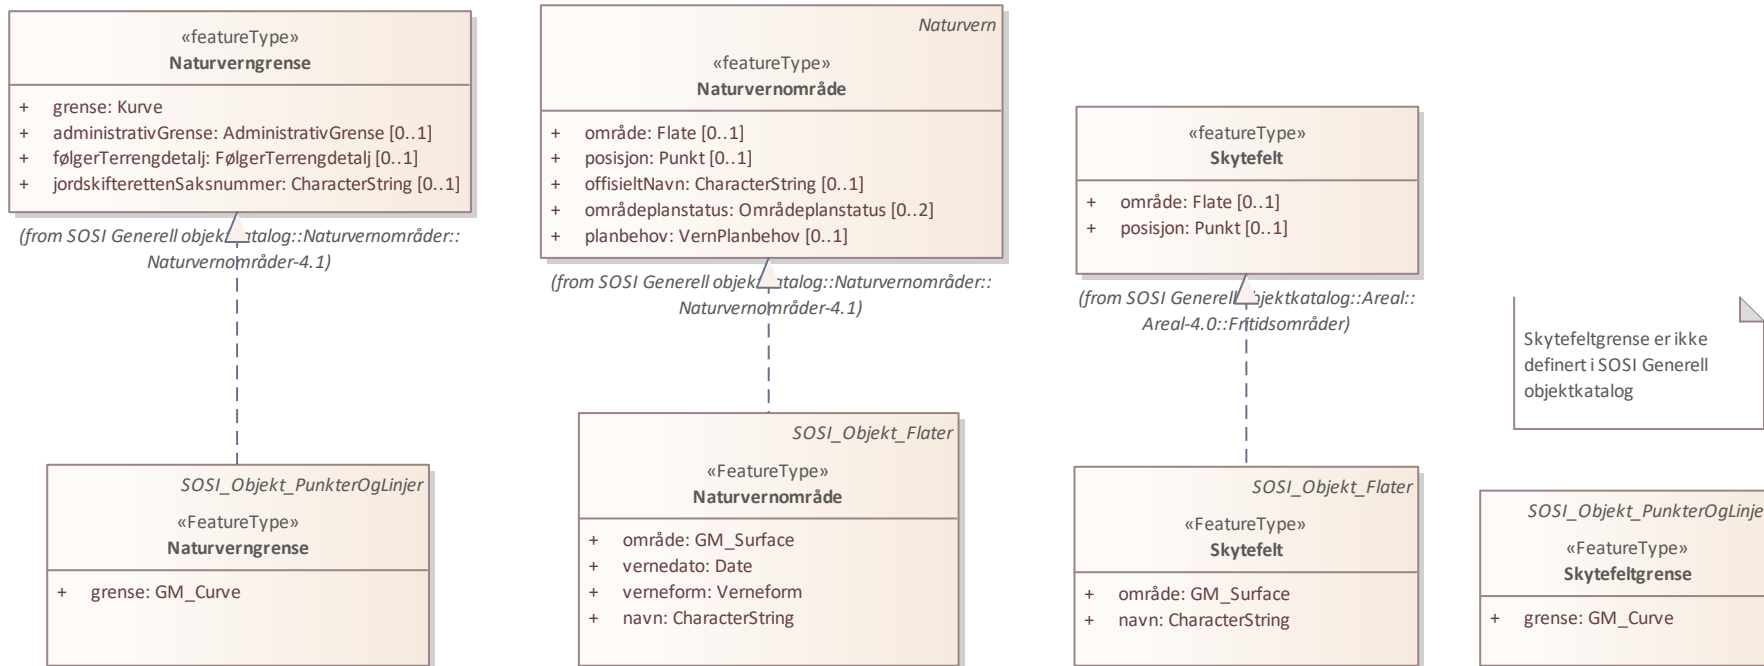 «featureType»
Naturverngrense
+ grense: Kurve
+ administrativGrense: AdministrativGrense [0..1]
+ følgerTerrengdetalj: FølgerTerrengdetalj [0..1]
+ jordskifterettenSaksnummer: CharacterString [0..1]
(from SOSI Generell objektkatalog::Naturvernområder::
Naturvernområder-4.1)
SOSI_Objekt_PunkterOgLinjer
«FeatureType»
Naturverngrense
+ grense: GM_Curve
Naturvern
«featureType»
Naturvernområde
+ område: Flate [0..1]
+ posisjon: Punkt [0..1]
+ offisieltNavn: CharacterString [0..1]
+ områdeplanstatus: Områdeplanstatus [0..2]
+ planbehov: VernPlanbehov [0..1]
(from SOSI Generell objektkatalog::Naturvernområder::
Naturvernområder-4.1)
SOSI_Objekt_Flater
«FeatureType»
Naturvernområde
+ område: GM_Surface
+ vernedato: Date
+ verneform: Verneform
+ navn: CharacterString
«featureType»
Skytefelt
+ område: Flate [0..1]
+ posisjon: Punkt [0..1]
(from SOSI Generell objektkatalog::Areal::
Areal-4.0::Fritidsområder)
SOSI_Objekt_Flater
«FeatureType»
Skytefelt
+ område: GM_Surface
+ navn: CharacterString
Skytefeltgrense er ikke
definert i SOSI Generell
objektkatalog
SOSI_Objekt_PunkterOgLinje
«FeatureType»
Skytefeltgrense
+ grense: GM_Curve